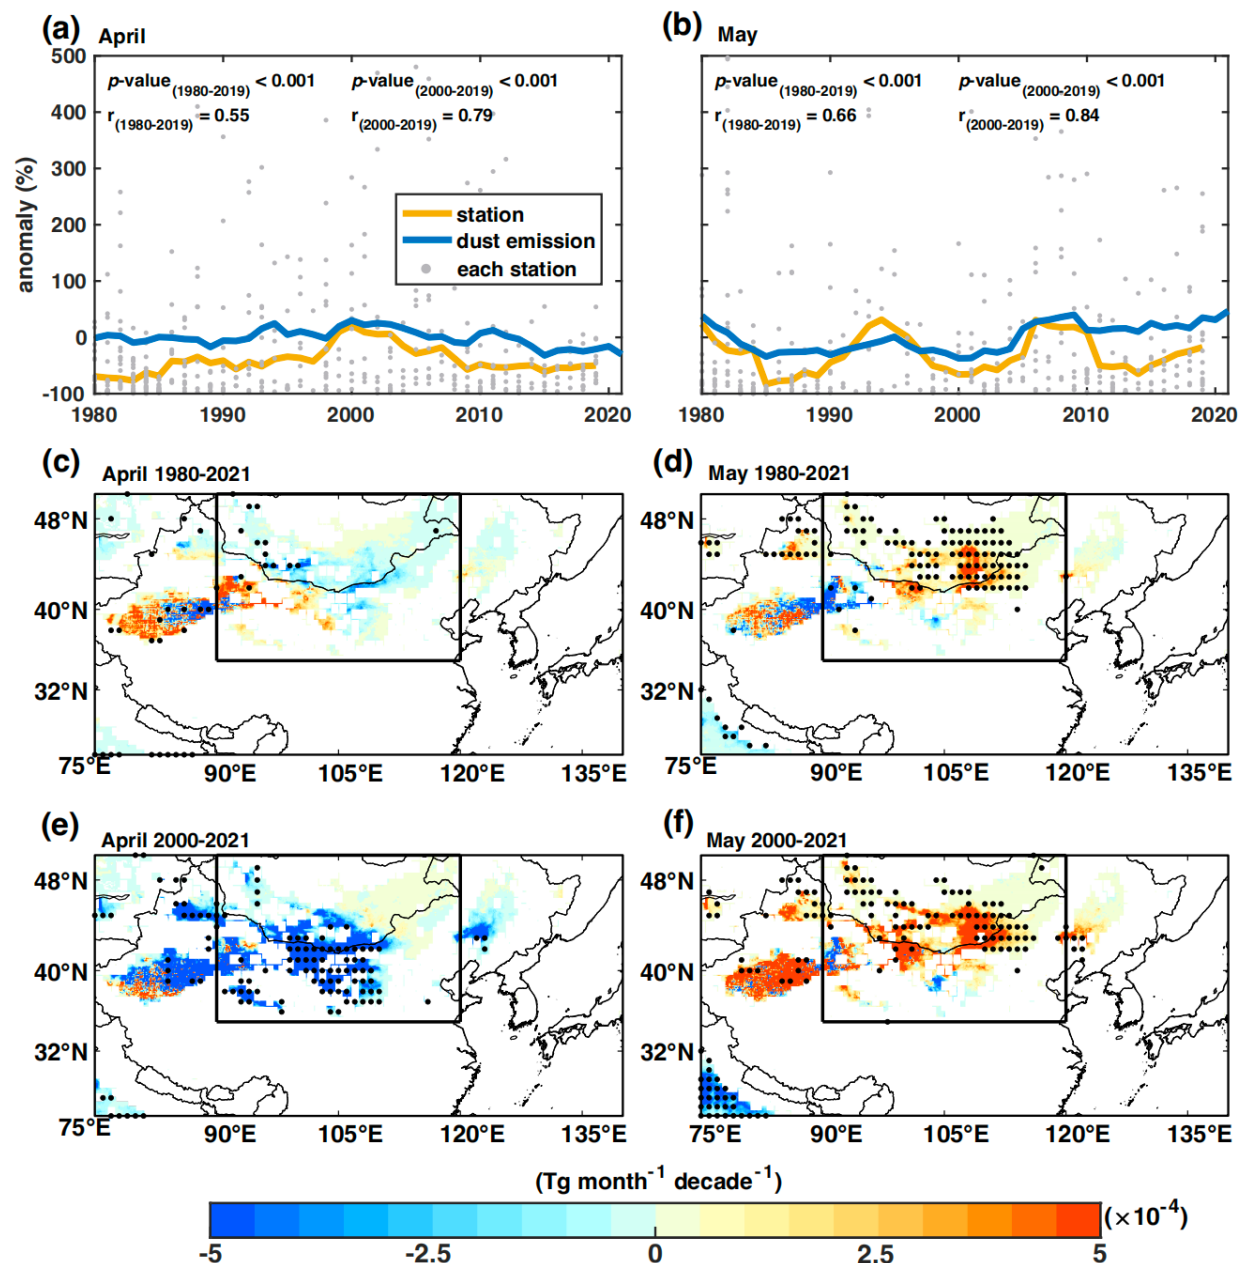 (a) April
(b) May
500
400
300
200
100
0
-100
anomaly (%)
p-value(1980-2019) < 0.001
p-value(2000-2019) < 0.001
r(1980-2019) = 0.55
r(2000-2019) = 0.79
station
dust emission
each station
p-value(1980-2019) < 0.001
p-value(2000-2019) < 0.001
r(1980-2019) = 0.66
r(2000-2019) = 0.84
1980 1990 2000 2010 2020
1980 1990 2000 2010 2020
(c) April 1980-2021
48°N
40°N
32°N
75°E 90°E 105°E 120°E 135°E
(d) May 1980-2021
48°N
40°N
32°N
75°E 90°E 105°E 120°E 135°E
(e) April 2000-2021
48°N
40°N
32°N
75°E 90°E 105°E 120°E 135°E
(f) May 2000-2021
48°N
40°N
32°N
75°E 90°E 105°E 120°E 135°E
(Tg month-1 decade-1)
-5 -2.5 0 2.5 5 (×10-4)